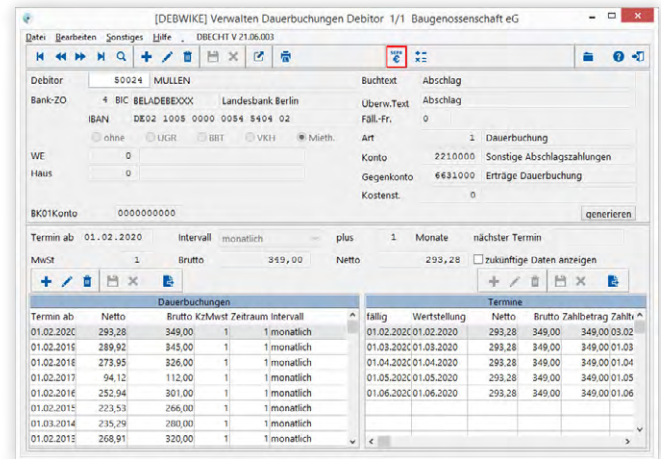 [DEBWIKE] Verwalten Dauerbuchungen Debitor 1/1 Baugenossenschaft eG
Datei Bearbeiten Sonstiges Hilfe . DBECHT V 21.06.003
Debitor 50024 MULLEN Buchtext Abschlag
Bank-ZO 4 BIC BELADEBEXXX Landesbank Berlin Überw.Text Abschlag
IBAN DE02 1005 0000 0054 5404 02 Fäll.-Fr. 0
ohne UGR BBT VKH Mieth. Art 1 Dauerbuchung
WE 0 Konto 2210000 Sonstige Abschlagszahlungen
Haus 0 Gegenkonto 6631000 Erträge Dauerbuchung
Kostenst. 0
BK01Konto 0000000000 generieren
Termin ab 01.02.2020 Intervall monatlich plus 1 Monate nächster Termin
MwSt 1 Brutto 349,00 Netto 293,28 zukünftige Daten anzeigen
Dauerbuchungen Termine
Termin ab Netto Brutto KzMwst Zeitraum Intervall fällig Wertstellung Netto Brutto Zahlbetrag Zahlt
01.02.2020 293,28 349,00 1 1 monatlich 01.02.2020 01.02.2020 293,28 349,00 349,00 03.02
01.02.2019 289,92 345,00 1 1 monatlich 01.03.2020 01.03.2020 293,28 349,00 349,00 01.03
01.02.2018 273,95 326,00 1 1 monatlich 01.04.2020 01.04.2020 293,28 349,00 349,00 01.04
01.02.2017 94,12 112,00 1 1 monatlich 01.05.2020 01.05.2020 293,28 349,00 349,00 01.05
01.02.2016 252,94 301,00 1 1 monatlich 01.06.2020 01.06.2020 293,28 349,00 349,00 01.06
01.02.2015 223,53 266,00 1 1 monatlich
01.03.2014 235,29 280,00 1 1 monatlich
01.02.2013 268,91 320,00 1 1 monatlich